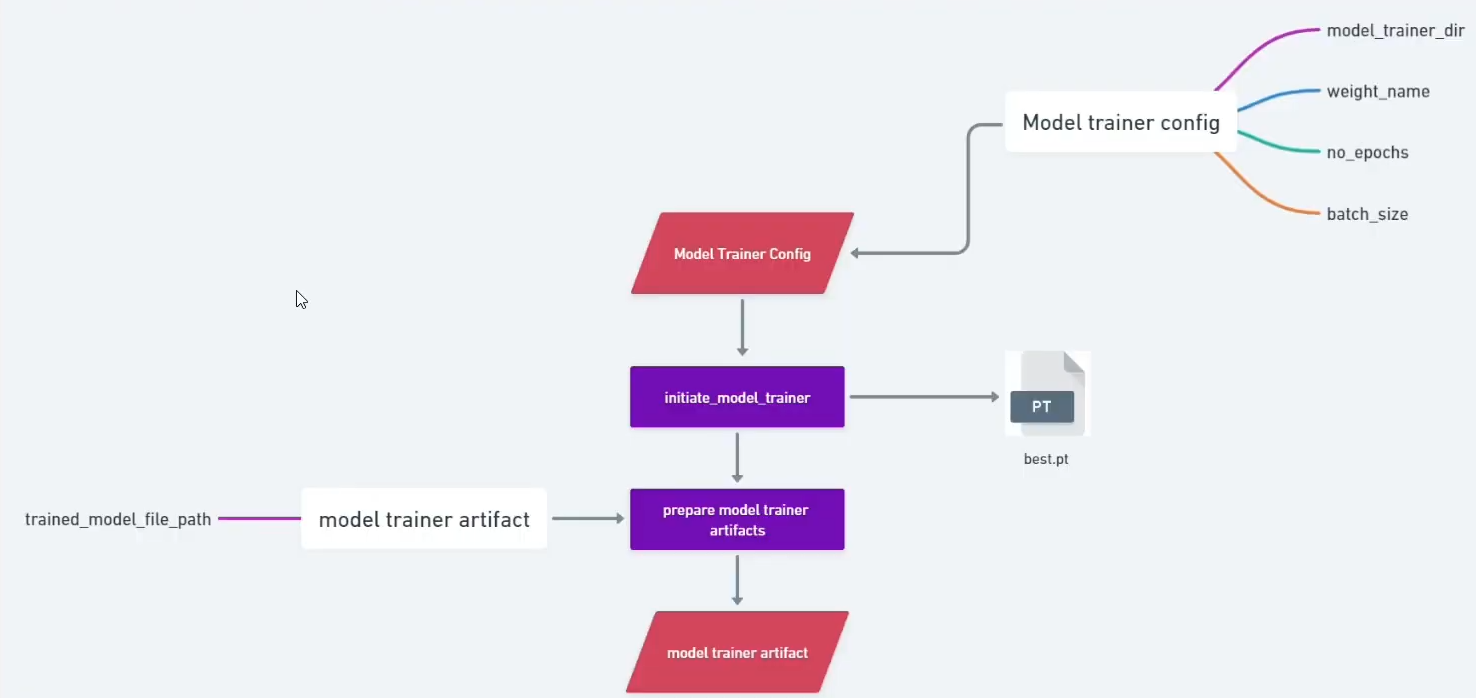 model_trainer_dir
weight_name
Model trainer config
no_epochs
batch_size
Model Trainer Config
initiate_model_trainer
PT
best.pt
trained_model_file_path
model trainer artifact
prepare model trainer
artifacts
model trainer artifact